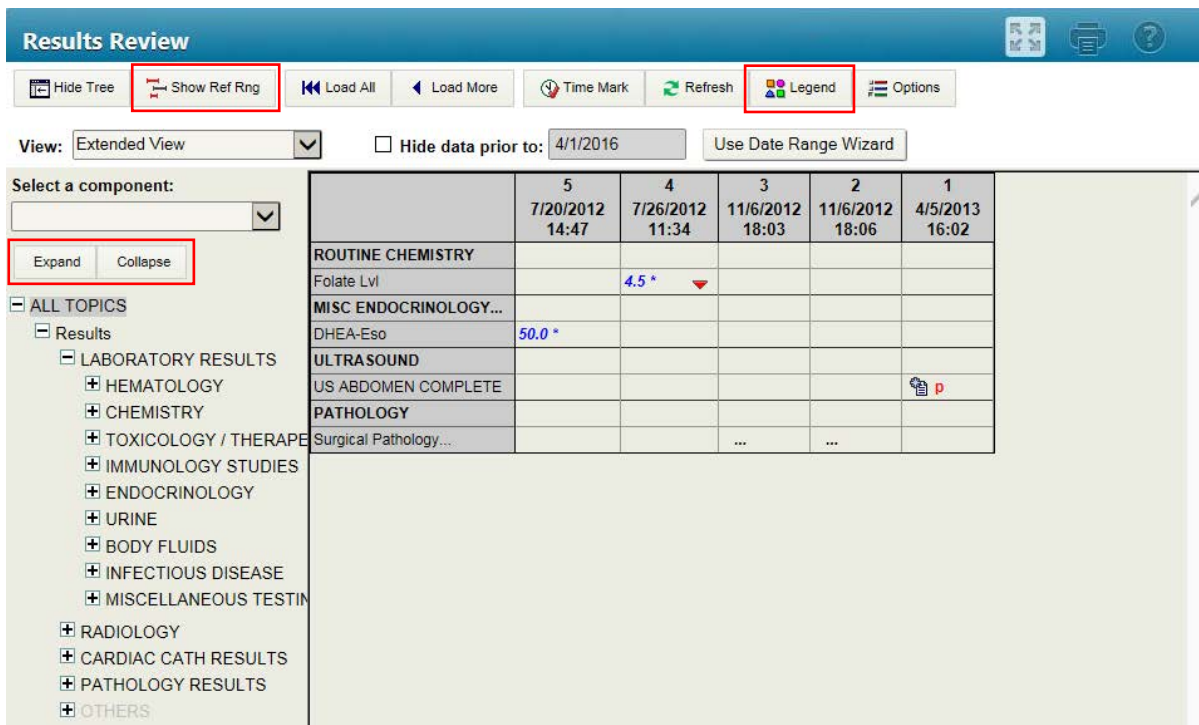 Results Review
Hide Tree Show Ref Rng Load All Load More Time Mark Refresh Legend Options
View: Extended View Hide data prior to: 4/1/2016 Use Date Range Wizard
Select a component:
Expand Collapse
ALL TOPICS
Results
LABORATORY RESULTS
HEMATOLOGY
CHEMISTRY
TOXICOLOGY / THERAPE
IMMUNOLOGY STUDIES
ENDOCRINOLOGY
URINE
BODY FLUIDS
INFECTIOUS DISEASE
MISCELLANEOUS TESTIN
RADIOLOGY
CARDIAC CATH RESULTS
PATHOLOGY RESULTS
OTHERS
5 4 3 2 1
7/20/2012 7/26/2012 11/6/2012 11/6/2012 4/5/2013
14:47 11:34 18:03 18:06 16:02
ROUTINE CHEMISTRY
Folate Lvl 4.5 *
MISC ENDOCRINOLOGY...
DHEA-Eso 50.0 *
ULTRASOUND
US ABDOMEN COMPLETE p
PATHOLOGY
Surgical Pathology... ... ...